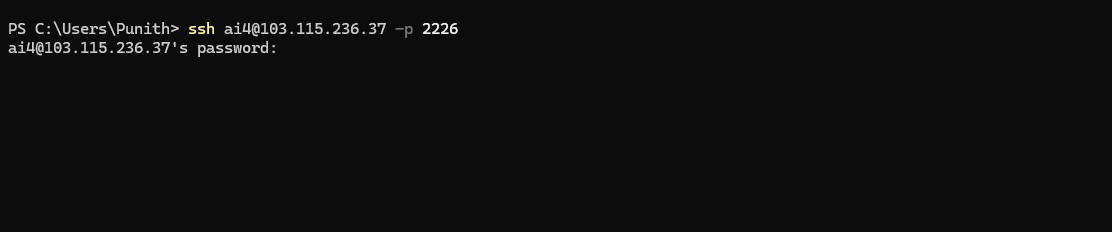 PS C:\Users\Punith> ssh ai4@103.115.236.37 -p 2226
ai4@103.115.236.37's password: